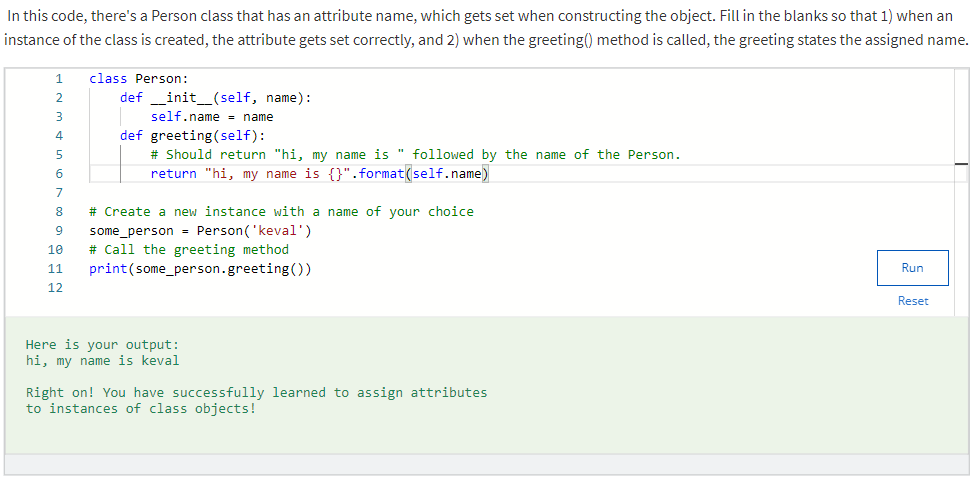 In this code, there's a Person class that has an attribute name, which gets set when constructing the object. Fill in the blanks so that 1) when an
instance of the class is created, the attribute gets set correctly, and 2) when the greeting() method is called, the greeting states the assigned name.
1 class Person:
2     def __init__(self, name):
3         self.name = name
4     def greeting(self):
5         # Should return "hi, my name is " followed by the name of the Person.
6         return "hi, my name is {}".format(self.name)
7
8 # Create a new instance with a name of your choice
9 some_person = Person('keval')
10 # Call the greeting method
11 print(some_person.greeting())
12
Run
Reset
Here is your output:
hi, my name is keval
Right on! You have successfully learned to assign attributes
to instances of class objects!